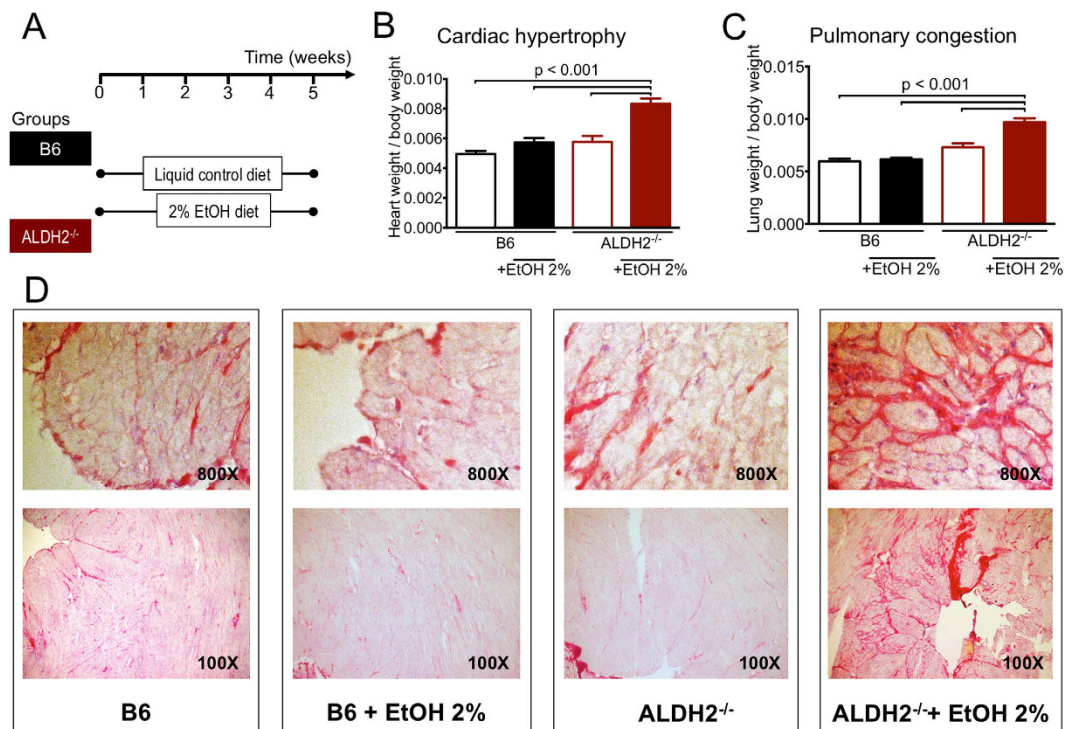 A
Time (weeks)
0 1 2 3 4 5
Groups
B6
Liquid control diet
2% EtOH diet
ALDH2⁻/⁻
B
Cardiac hypertrophy
Heart weight / body weight
0.010
0.008
0.006
0.004
0.002
0.000
p < 0.001
B6 ALDH2⁻/⁻
+EtOH 2% +EtOH 2%
C
Pulmonary congestion
Lung weight / body weight
0.015
0.010
0.005
0.000
p < 0.001
B6 ALDH2⁻/⁻
+EtOH 2% +EtOH 2%
D
800X 800X 800X 800X
100X 100X 100X 100X
B6 B6 + EtOH 2% ALDH2⁻/⁻ ALDH2⁻/⁻+ EtOH 2%